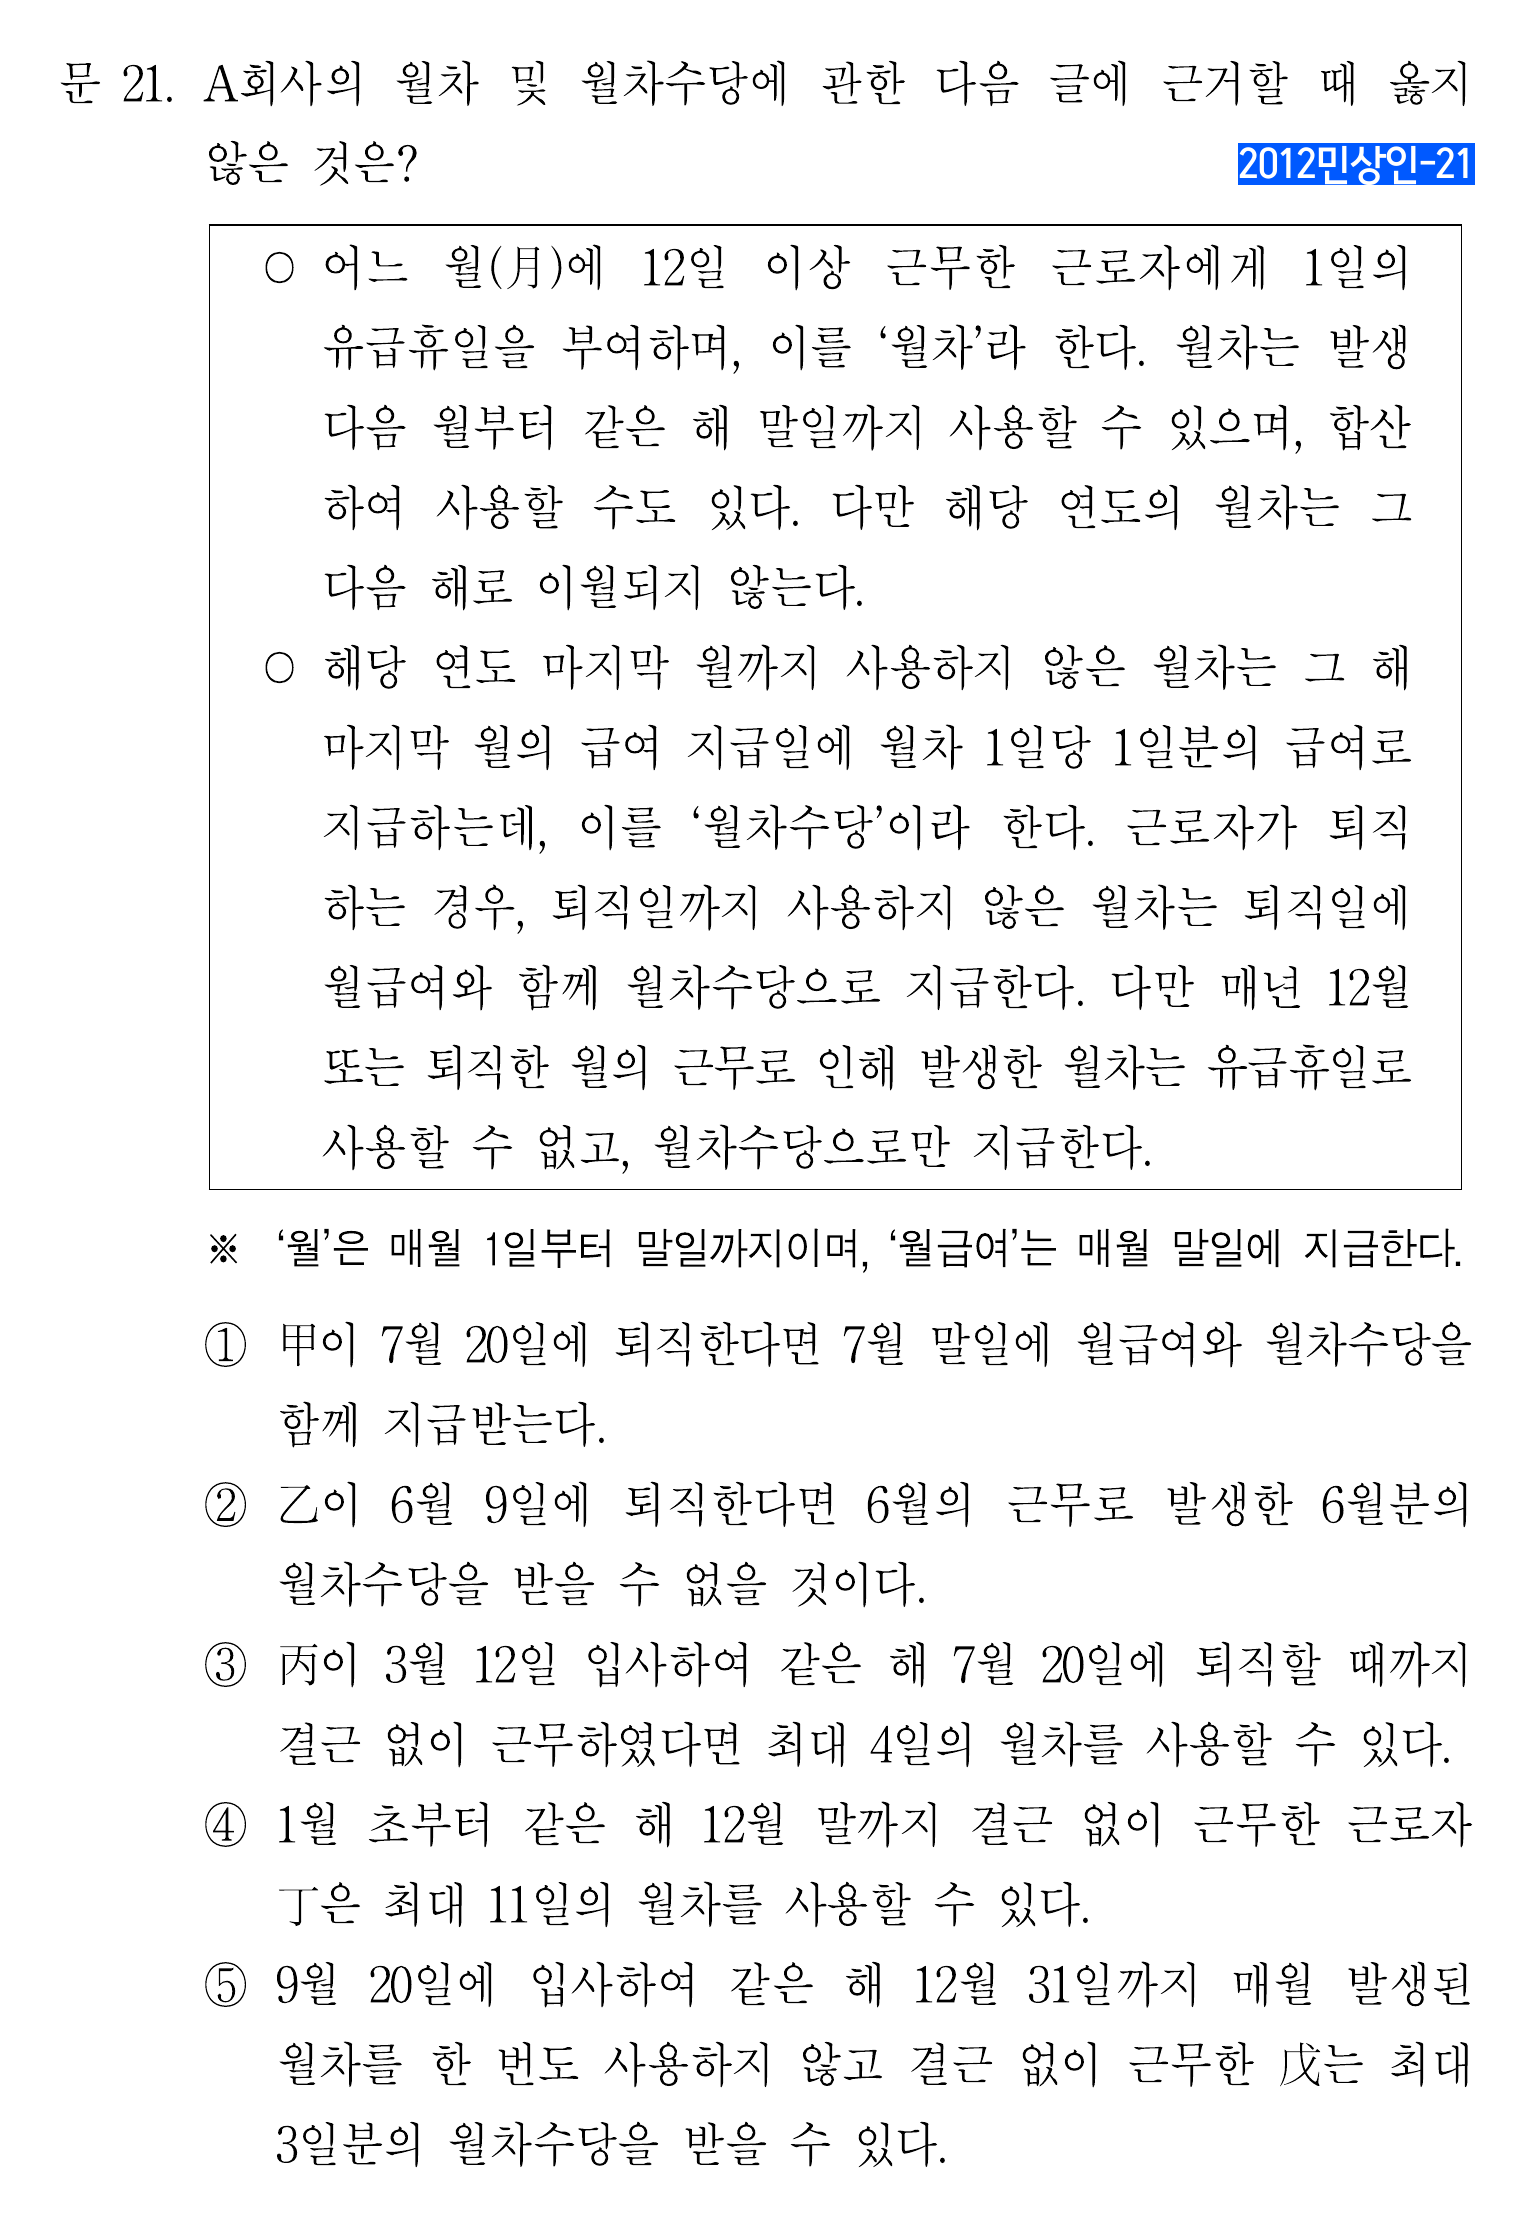 문 21. A회사의 월차 및 월차수당에 관한 다음 글에 근거할 때 옳지
않은 것은?
2012민상인-21
○ 어느 월(月)에 12일 이상 근무한 근로자에게 1일의
유급휴일을 부여하며, 이를 ‘월차’라 한다. 월차는 발생
다음 월부터 같은 해 말일까지 사용할 수 있으며, 합산
하여 사용할 수도 있다. 다만 해당 연도의 월차는 그
다음 해로 이월되지 않는다.
○ 해당 연도 마지막 월까지 사용하지 않은 월차는 그 해
마지막 월의 급여 지급일에 월차 1일당 1일분의 급여로
지급하는데, 이를 ‘월차수당’이라 한다. 근로자가 퇴직
하는 경우, 퇴직일까지 사용하지 않은 월차는 퇴직일에
월급여와 함께 월차수당으로 지급한다. 다만 매년 12월
또는 퇴직한 월의 근무로 인해 발생한 월차는 유급휴일로
사용할 수 없고, 월차수당으로만 지급한다.
※ ‘월’은 매월 1일부터 말일까지이며, ‘월급여’는 매월 말일에 지급한다.
① 甲이 7월 20일에 퇴직한다면 7월 말일에 월급여와 월차수당을
함께 지급받는다.
② 乙이 6월 9일에 퇴직한다면 6월의 근무로 발생한 6월분의
월차수당을 받을 수 없을 것이다.
③ 丙이 3월 12일 입사하여 같은 해 7월 20일에 퇴직할 때까지
결근 없이 근무하였다면 최대 4일의 월차를 사용할 수 있다.
④ 1월 초부터 같은 해 12월 말까지 결근 없이 근무한 근로자
丁은 최대 11일의 월차를 사용할 수 있다.
⑤ 9월 20일에 입사하여 같은 해 12월 31일까지 매월 발생된
월차를 한 번도 사용하지 않고 결근 없이 근무한 戊는 최대
3일분의 월차수당을 받을 수 있다.